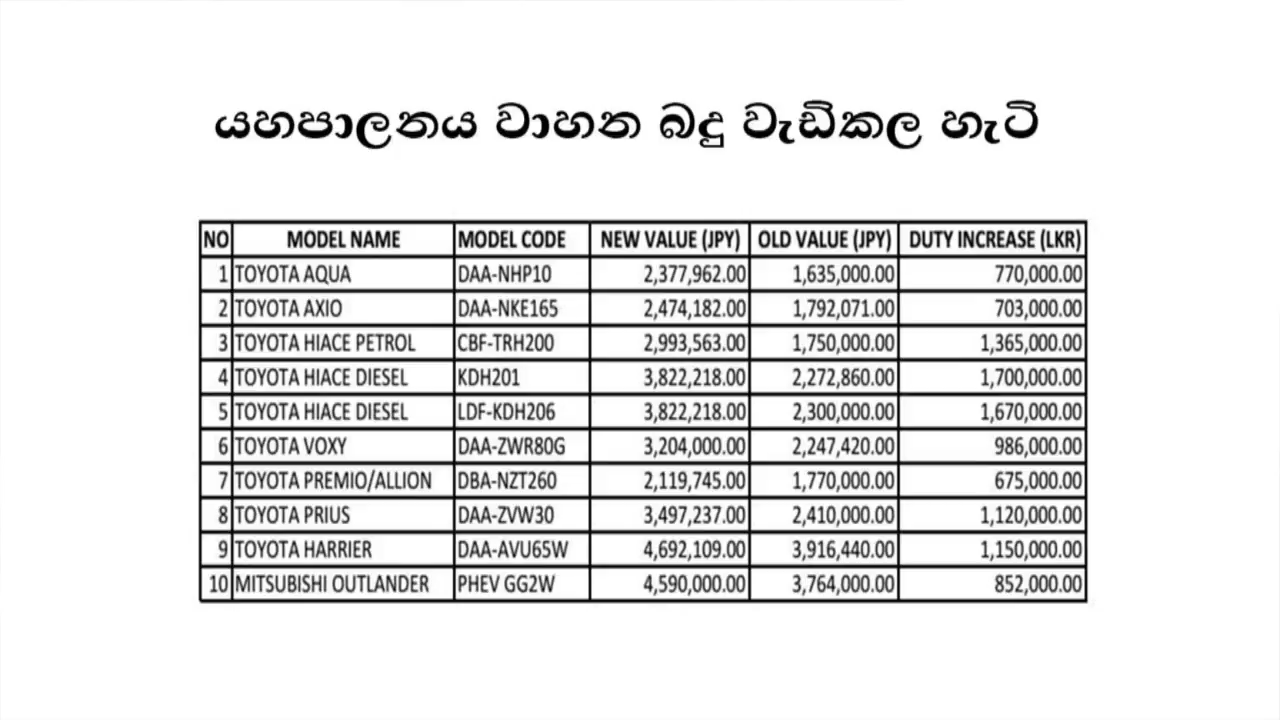 යහපාලනය වාහන බදු වැඩිකල හැටි
NO MODEL NAME MODEL CODE NEW VALUE (JPY) OLD VALUE (JPY) DUTY INCREASE (LKR)
1 TOYOTA AQUA DAA-NHP10 2,377,962.00 1,635,000.00 770,000.00
2 TOYOTA AXIO DAA-NKE165 2,474,182.00 1,792,071.00 703,000.00
3 TOYOTA HIACE PETROL CBF-TRH200 2,993,563.00 1,750,000.00 1,365,000.00
4 TOYOTA HIACE DIESEL KDH201 3,822,218.00 2,272,860.00 1,700,000.00
5 TOYOTA HIACE DIESEL LDF-KDH206 3,822,218.00 2,300,000.00 1,670,000.00
6 TOYOTA VOXY DAA-ZWR80G 3,204,000.00 2,247,420.00 986,000.00
7 TOYOTA PREMIO/ALLION DBA-NZT260 2,119,745.00 1,770,000.00 675,000.00
8 TOYOTA PRIUS DAA-ZVW30 3,497,237.00 2,410,000.00 1,120,000.00
9 TOYOTA HARRIER DAA-AVU65W 4,692,109.00 3,916,440.00 1,150,000.00
10 MITSUBISHI OUTLANDER PHEV GG2W 4,590,000.00 3,764,000.00 852,000.00